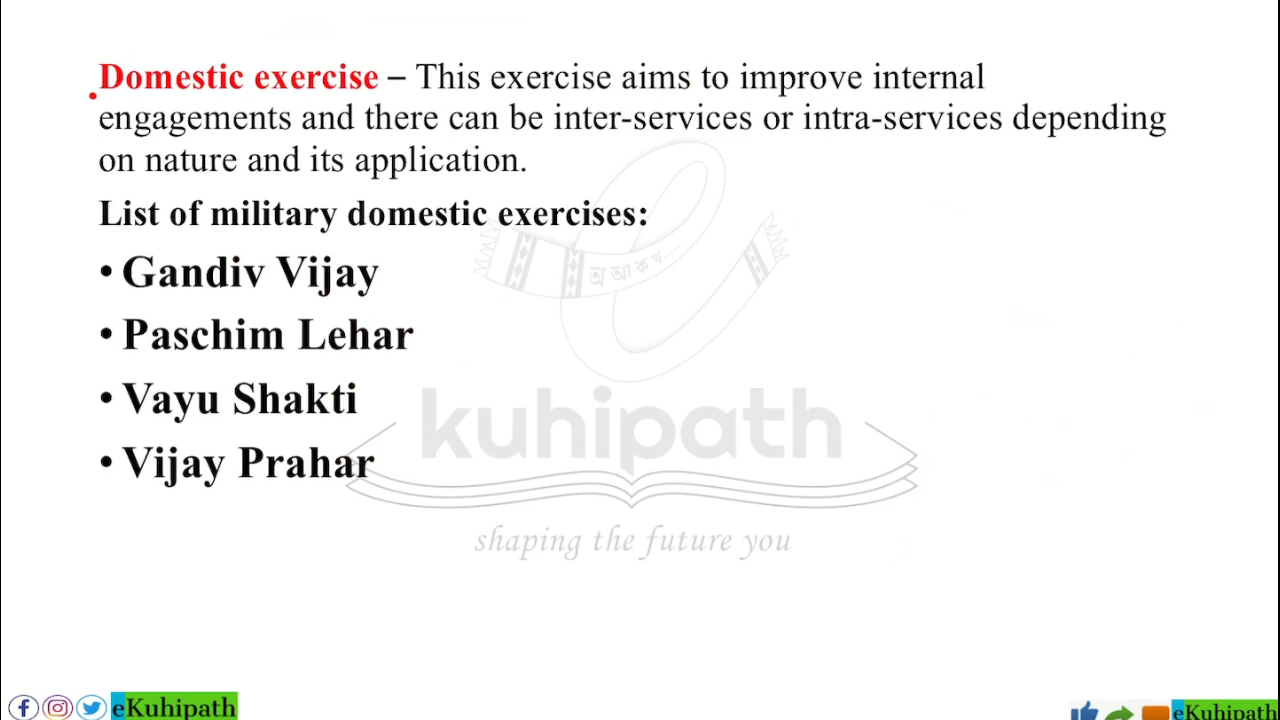 Domestic exercise – This exercise aims to improve internal
engagements and there can be inter-services or intra-services depending
on nature and its application.
List of military domestic exercises:
• Gandiv Vijay
• Paschim Lehar
• Vayu Shakti
• Vijay Prahar
অ আ ক খ.....
kuhipath
shaping the future you
eKuhipath
eKuhipath